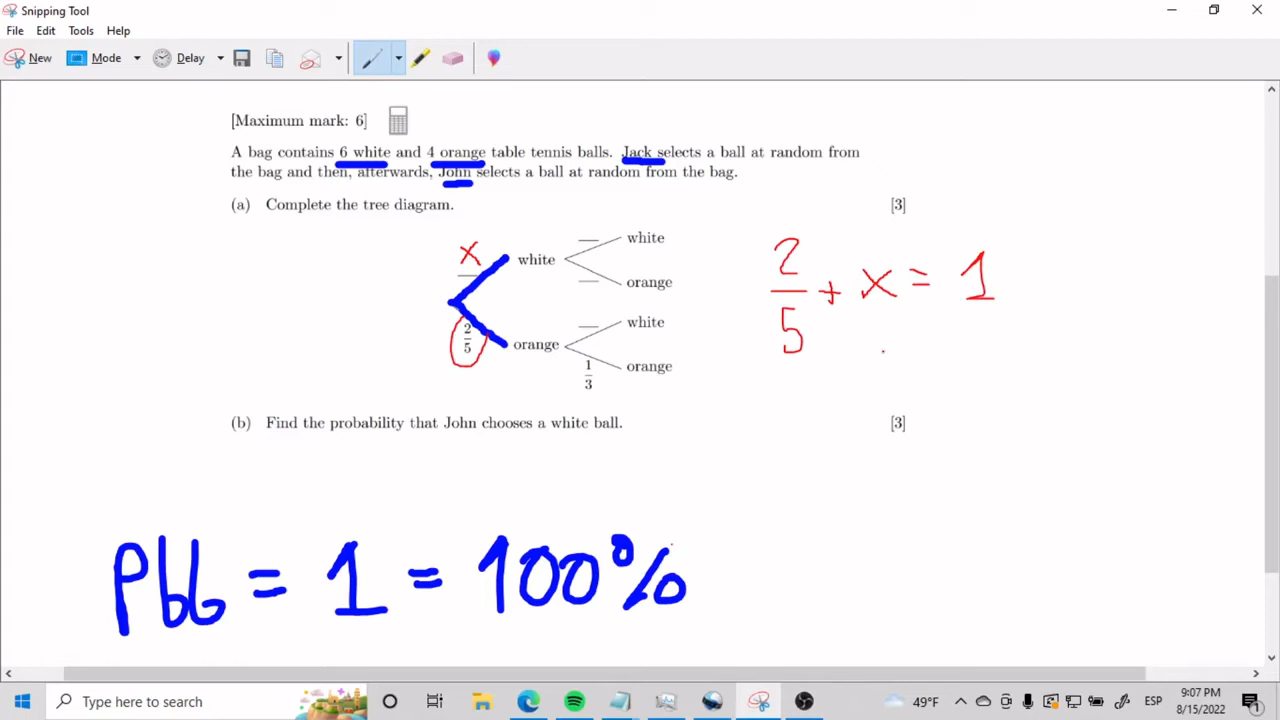 Snipping Tool
File Edit Tools Help
New Mode Delay
[Maximum mark: 6]
A bag contains 6 white and 4 orange table tennis balls. Jack selects a ball at random from
the bag and then, afterwards, John selects a ball at random from the bag.
(a) Complete the tree diagram. [3]
x
white
2/5
orange
white
orange
white
1/3
orange
2/5 + x = 1
(b) Find the probability that John chooses a white ball. [3]
Pbb = 1 = 100%
Type here to search
49°F
ESP
9:07 PM
8/15/2022
1